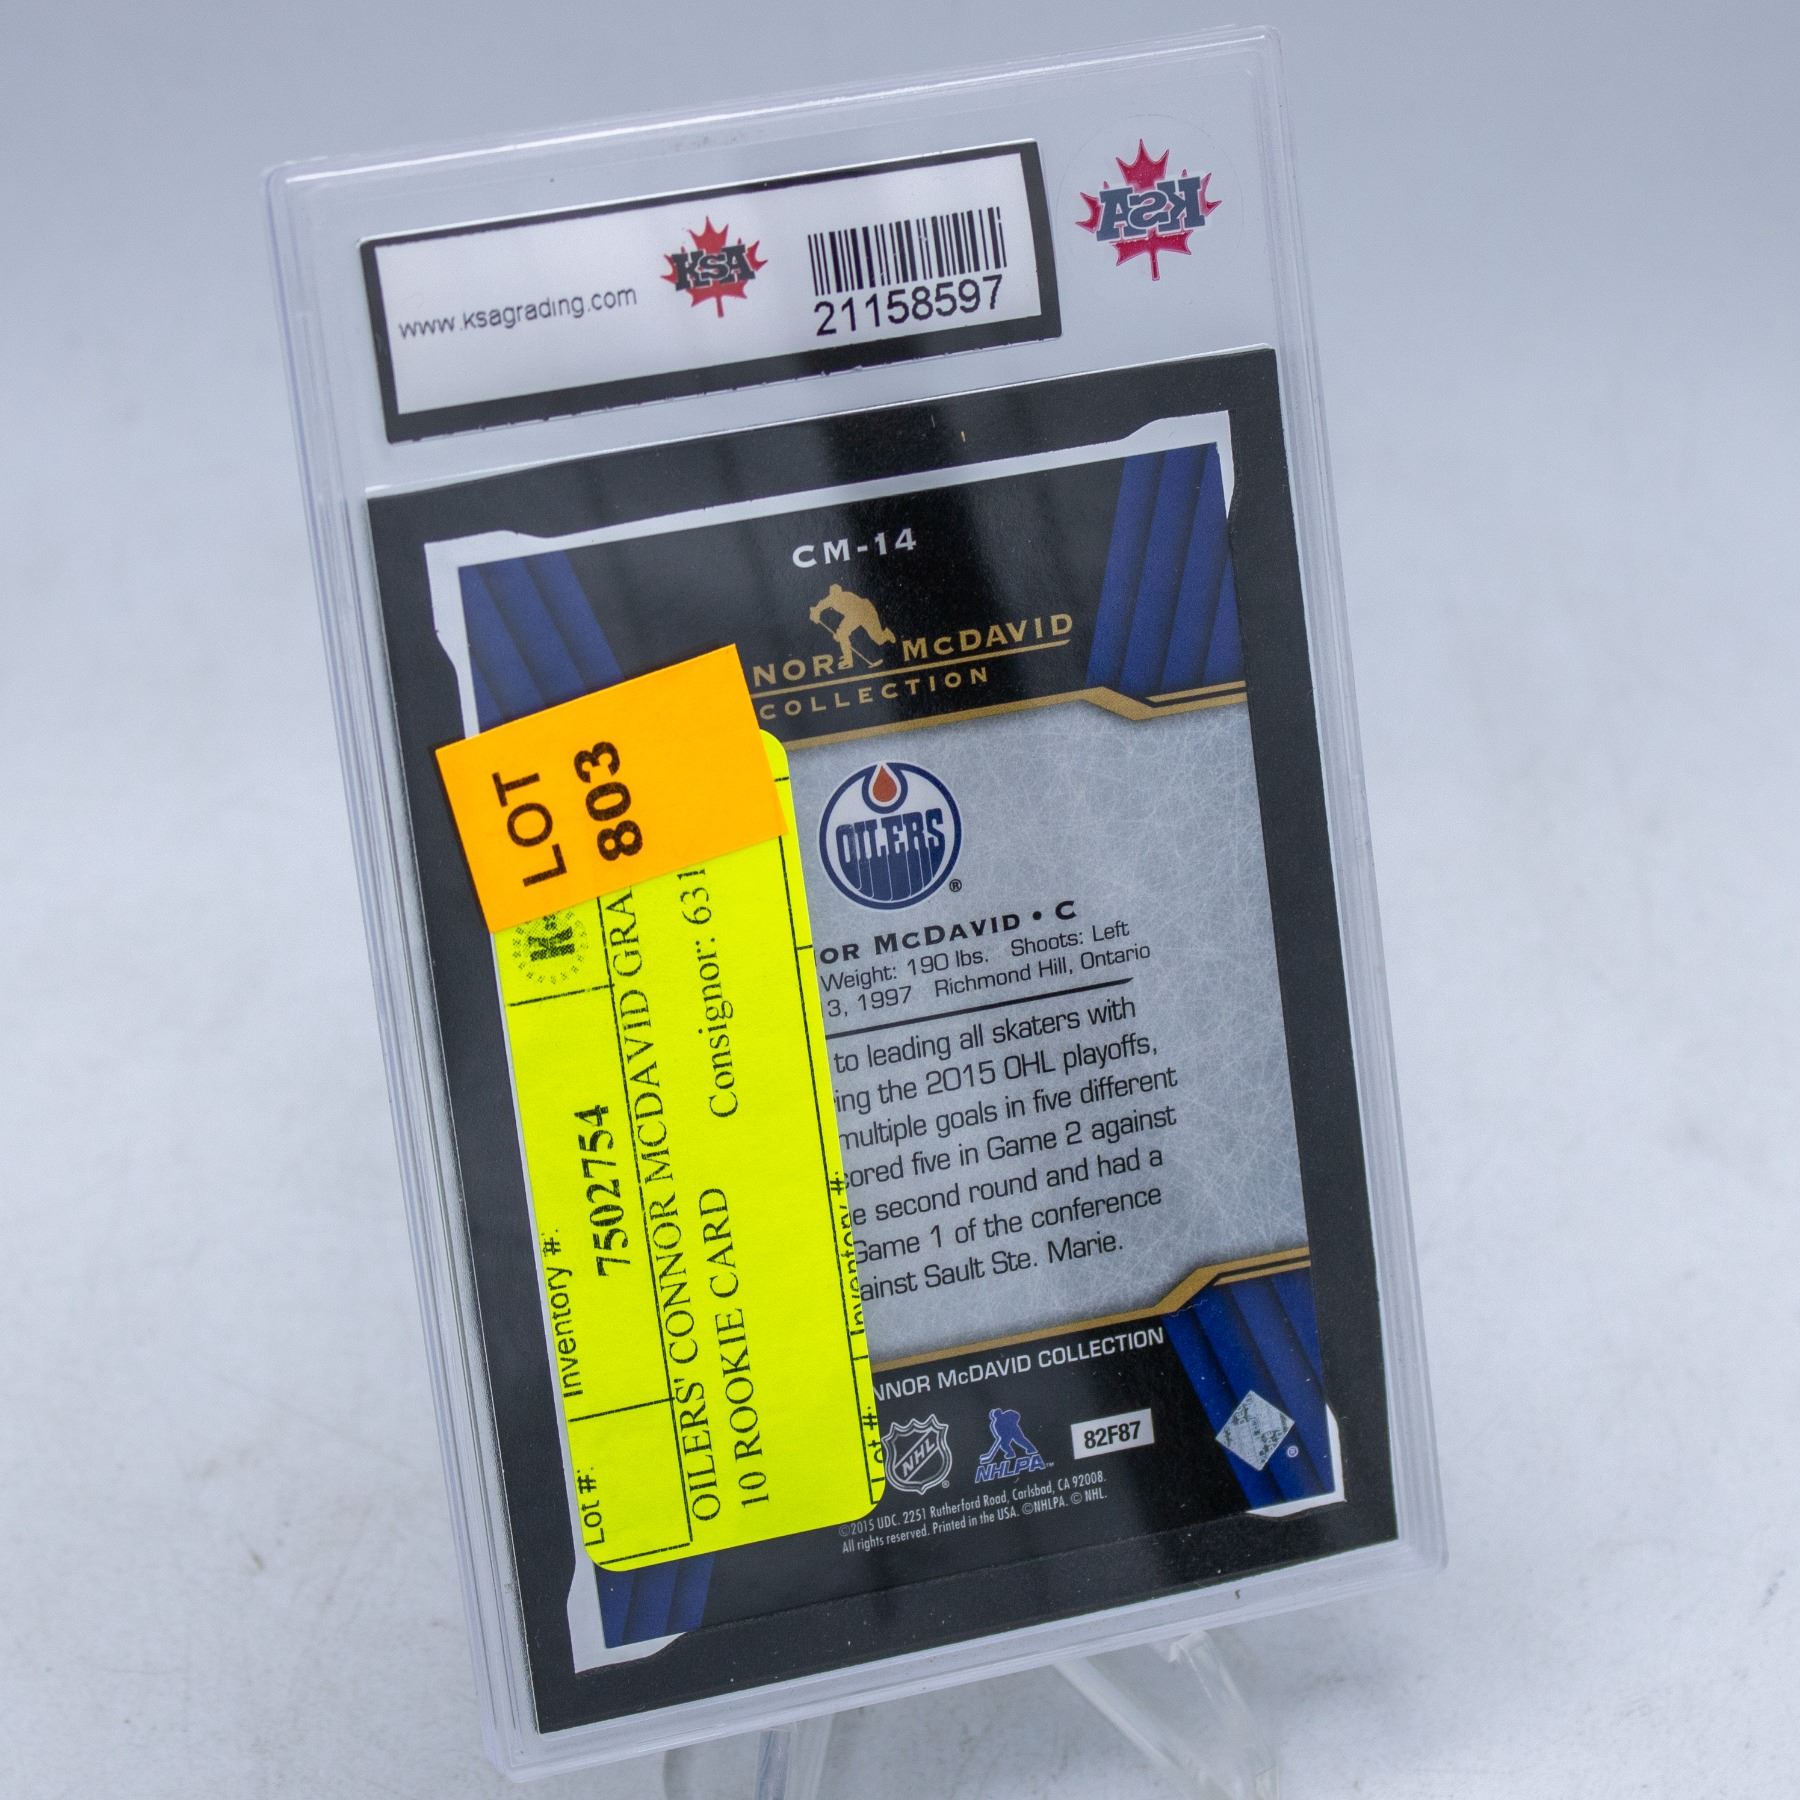 www.ksagrading.com
KSA
21158597
KSA
CM-14
NOR McDAVID
COLLECTION
OILERS
®
OR McDAVID • C
Weight: 190 lbs. Shoots: Left
3, 1997 Richmond Hill, Ontario
to leading all skaters with
ing the 2015 OHL playoffs,
multiple goals in five different
cored five in Game 2 against
e second round and had a
Game 1 of the conference
ainst Sault Ste. Marie.
NNOR McDAVID COLLECTION
NHL
NHLPA
82F87
©2015 UDC. 2251 Rutherford Road, Carlsbad, CA 92008.
All rights reserved. Printed in the USA. ©NHLPA. © NHL.
LOT
803
Lot #:
Inventory #:
7502754
OILERS' CONNOR MCDAVID GRA
10 ROOKIE CARD Consignor: 631
Lot #: Inventory #: